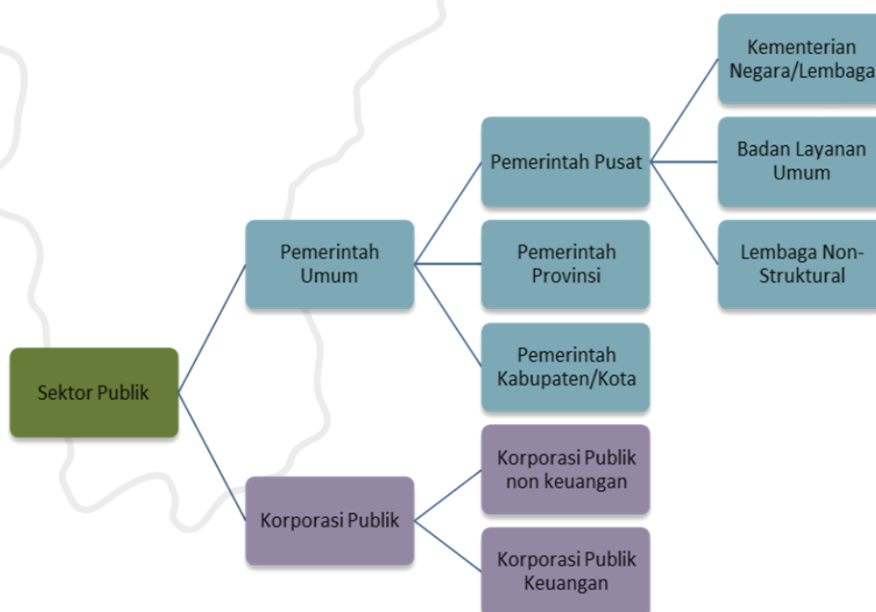 Kementerian
Negara/Lembaga
Pemerintah Pusat
Badan Layanan
Umum
Pemerintah
Umum
Pemerintah
Provinsi
Lembaga Non-
Struktural
Pemerintah
Kabupaten/Kota
Sektor Publik
Korporasi Publik
non keuangan
Korporasi Publik
Korporasi Publik
Keuangan